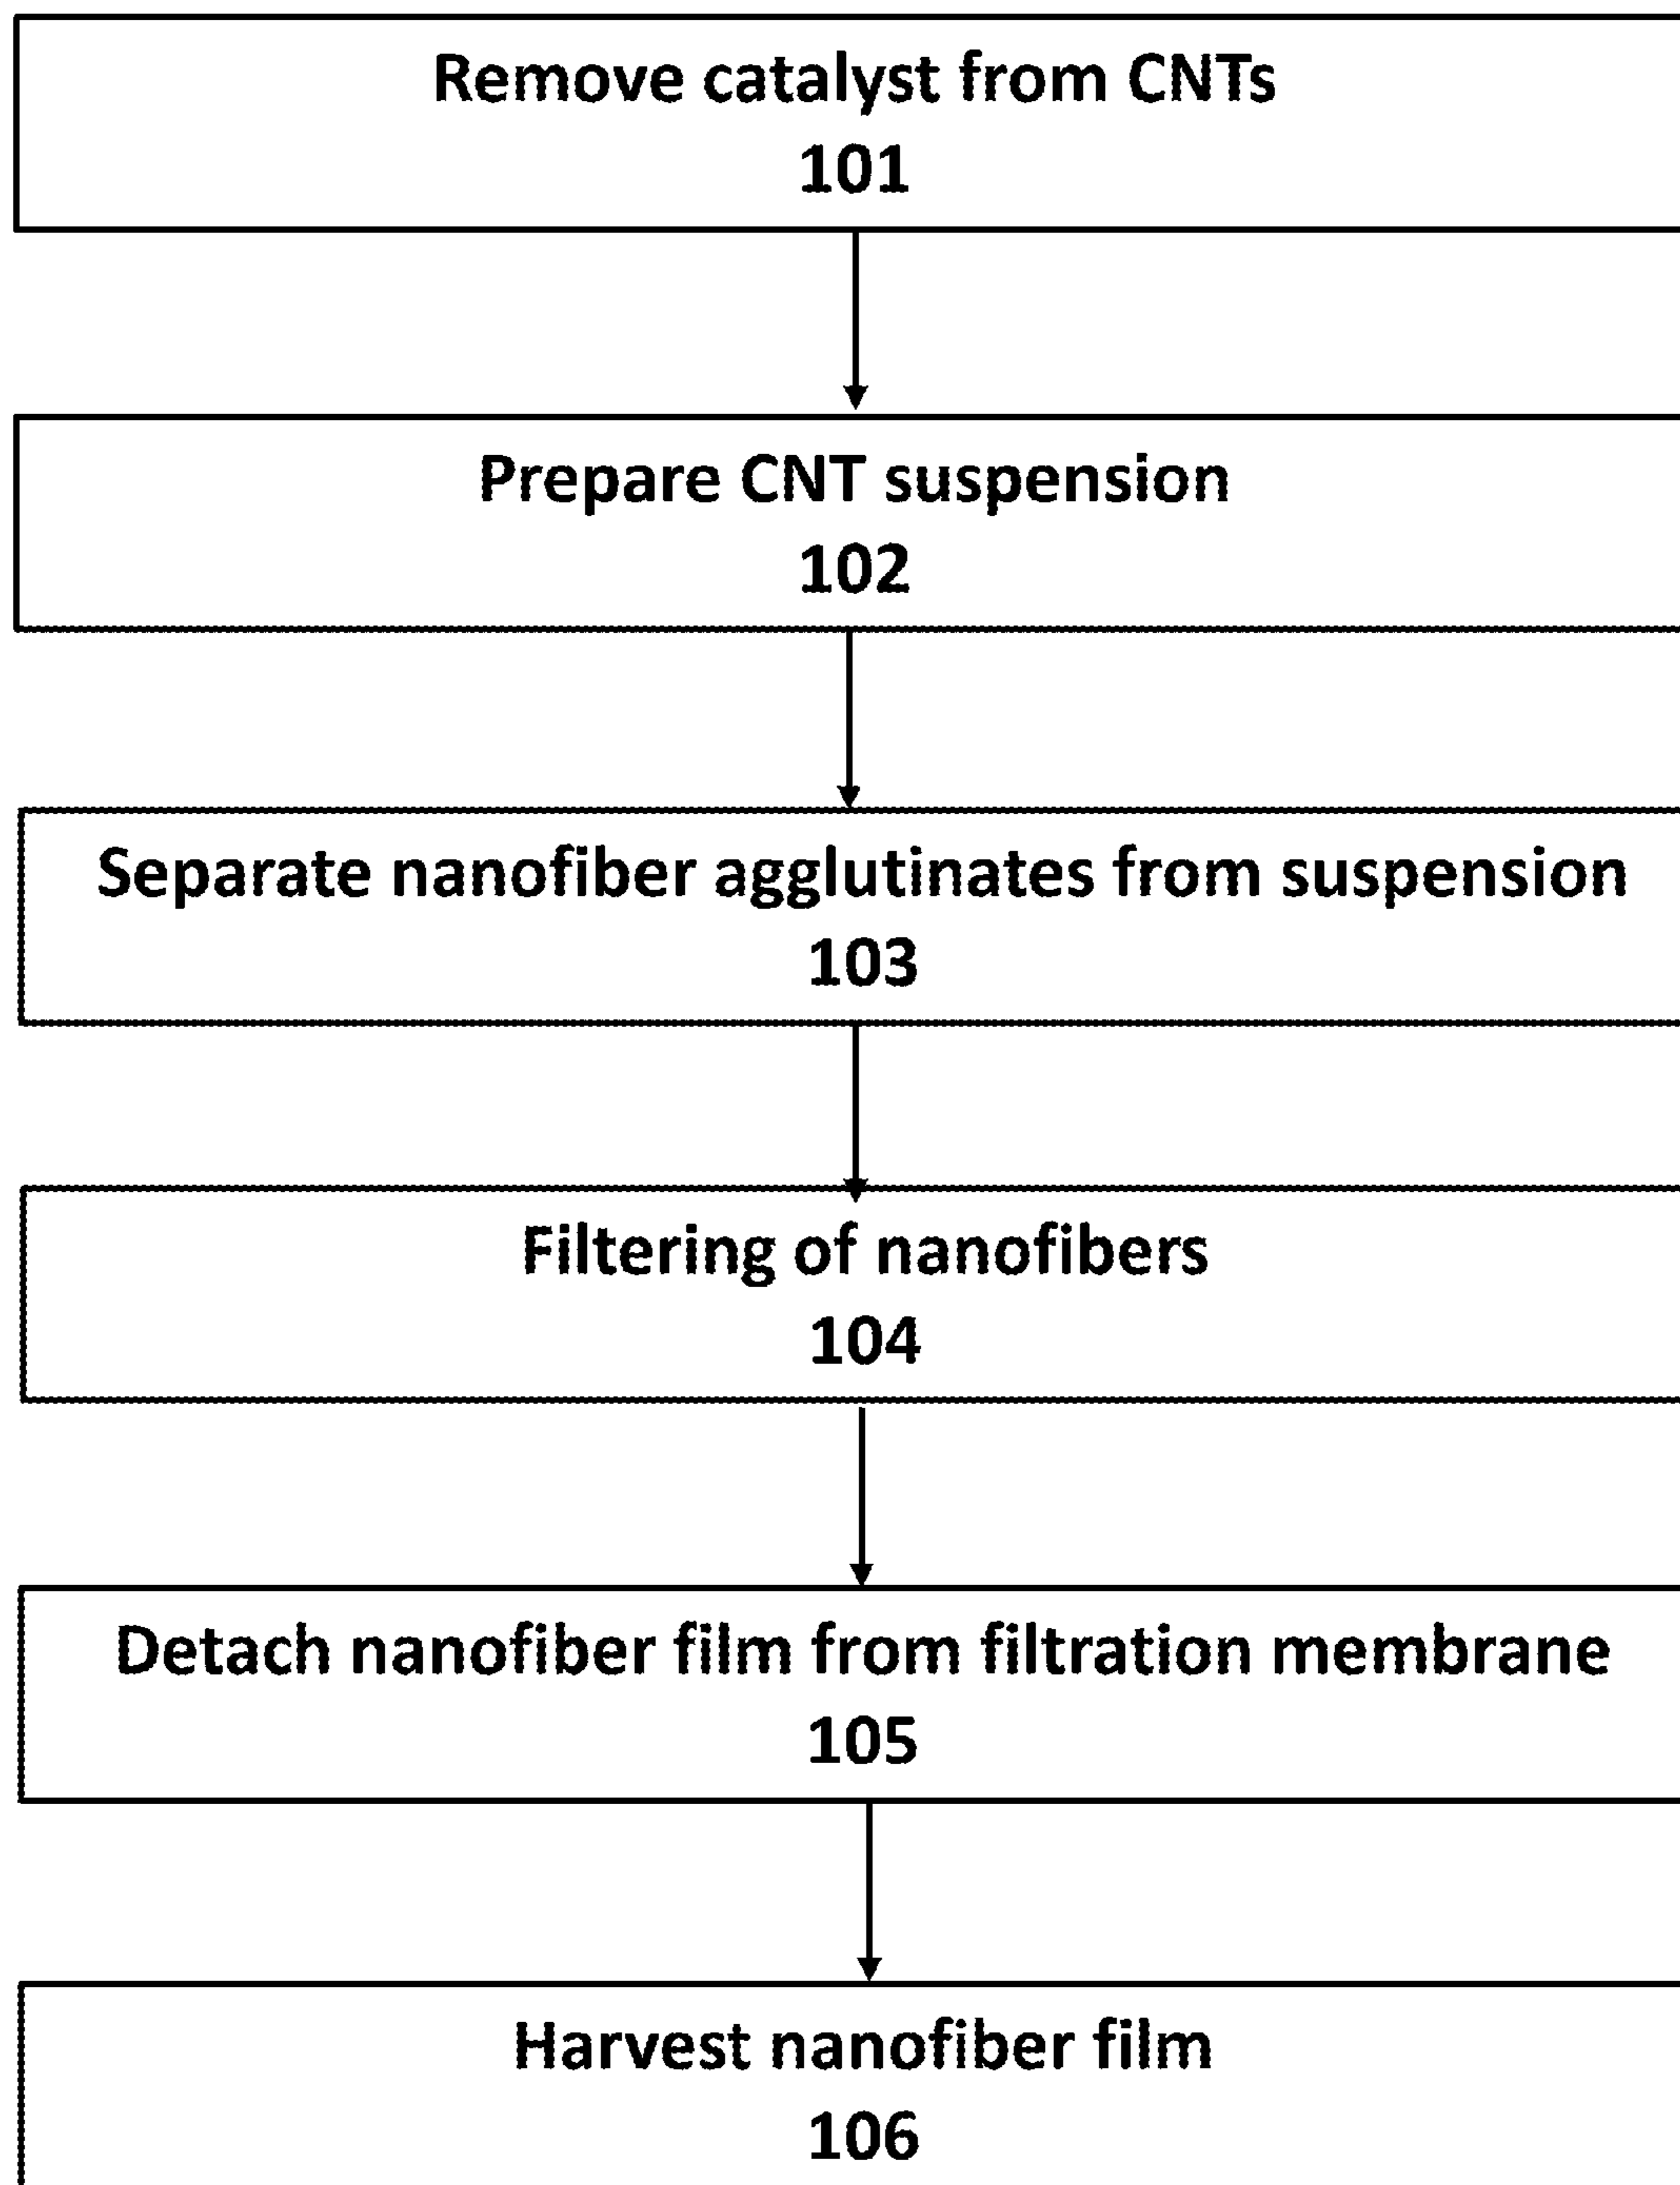 Remove catalyst from CNTs
101
Prepare CNT suspension
102
Separate nanofiber agglutinates from suspension
103
Filtering of nanofibers
104
Detach nanofiber film from filtration membrane
105
Harvest nanofiber film
106